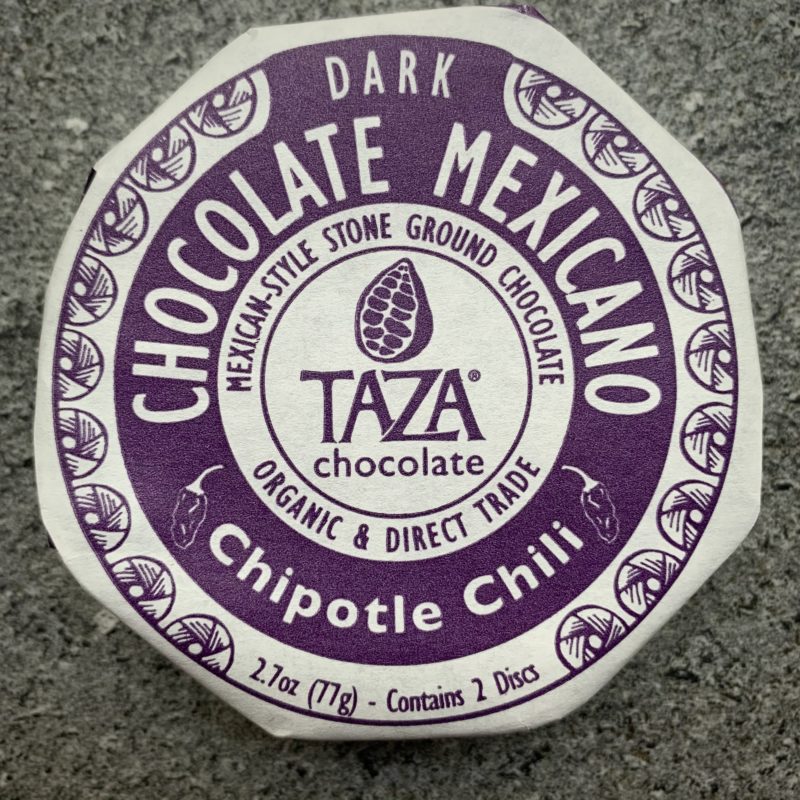 DARK
CHOCOLATE MEXICANO
MEXICAN-STYLE STONE GROUND CHOCOLATE
TAZA®
chocolate
ORGANIC & DIRECT TRADE
Chipotle Chili
2.7oz (77g) - Contains 2 Discs